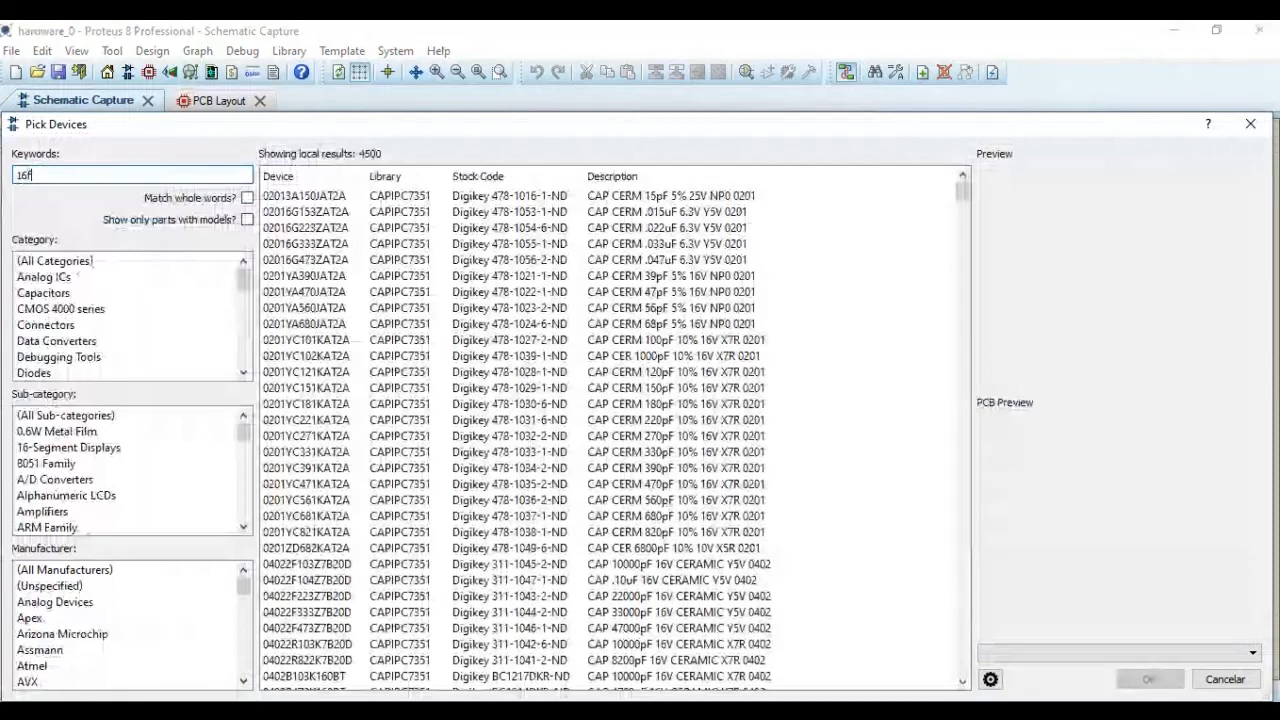 hardware_0 - Proteus 8 Professional - Schematic Capture
File Edit View Tool Design Graph Debug Library Template System Help
Schematic Capture PCB Layout
Pick Devices ?
Keywords: Showing local results: 4500 Preview
16f
Device Library Stock Code Description
Match whole words?
Show only parts with models?
Category:
(All Categories)
Analog ICs
Capacitors
CMOS 4000 series
Connectors
Data Converters
Debugging Tools
Diodes
Sub-category:
(All Sub-categories)
0.6W Metal Film
16-Segment Displays
8051 Family
A/D Converters
Alphanumeric LCDs
Amplifiers
ARM Family
Manufacturer:
(All Manufacturers)
(Unspecified)
Analog Devices
Apex
Arizona Microchip
Assmann
Atmel
AVX
02013A150JAT2A CAPIPC7351 Digikey 478-1016-1-ND CAP CERM 15pF 5% 25V NP0 0201
02016G153ZAT2A CAPIPC7351 Digikey 478-1053-1-ND CAP CERM .015uF 6.3V Y5V 0201
02016G223ZAT2A CAPIPC7351 Digikey 478-1054-6-ND CAP CERM .022uF 6.3V Y5V 0201
02016G333ZAT2A CAPIPC7351 Digikey 478-1055-1-ND CAP CERM .033uF 6.3V Y5V 0201
02016G473ZAT2A CAPIPC7351 Digikey 478-1056-2-ND CAP CERM .047uF 6.3V Y5V 0201
0201YA390JAT2A CAPIPC7351 Digikey 478-1021-1-ND CAP CERM 39pF 5% 16V NP0 0201
0201YA470JAT2A CAPIPC7351 Digikey 478-1022-1-ND CAP CERM 47pF 5% 16V NP0 0201
0201YA560JAT2A CAPIPC7351 Digikey 478-1023-2-ND CAP CERM 56pF 5% 16V NP0 0201
0201YA680JAT2A CAPIPC7351 Digikey 478-1024-6-ND CAP CERM 68pF 5% 16V NP0 0201
0201YC101KAT2A CAPIPC7351 Digikey 478-1027-2-ND CAP CERM 100pF 10% 16V X7R 0201
0201YC102KAT2A CAPIPC7351 Digikey 478-1039-1-ND CAP CER 1000pF 10% 16V X7R 0201
0201YC121KAT2A CAPIPC7351 Digikey 478-1028-1-ND CAP CERM 120pF 10% 16V X7R 0201
0201YC151KAT2A CAPIPC7351 Digikey 478-1029-1-ND CAP CERM 150pF 10% 16V X7R 0201
0201YC181KAT2A CAPIPC7351 Digikey 478-1030-6-ND CAP CERM 180pF 10% 16V X7R 0201
0201YC221KAT2A CAPIPC7351 Digikey 478-1031-6-ND CAP CERM 220pF 10% 16V X7R 0201
0201YC271KAT2A CAPIPC7351 Digikey 478-1032-2-ND CAP CERM 270pF 10% 16V X7R 0201
0201YC331KAT2A CAPIPC7351 Digikey 478-1033-1-ND CAP CERM 330pF 10% 16V X7R 0201
0201YC391KAT2A CAPIPC7351 Digikey 478-1034-2-ND CAP CERM 390pF 10% 16V X7R 0201
0201YC471KAT2A CAPIPC7351 Digikey 478-1035-2-ND CAP CERM 470pF 10% 16V X7R 0201
0201YC561KAT2A CAPIPC7351 Digikey 478-1036-2-ND CAP CERM 560pF 10% 16V X7R 0201
0201YC681KAT2A CAPIPC7351 Digikey 478-1037-1-ND CAP CERM 680pF 10% 16V X7R 0201
0201YC821KAT2A CAPIPC7351 Digikey 478-1038-1-ND CAP CERM 820pF 10% 16V X7R 0201
0201ZD682KAT2A CAPIPC7351 Digikey 478-1049-6-ND CAP CER 6800pF 10% 10V X5R 0201
04022F103Z7B20D CAPIPC7351 Digikey 311-1045-2-ND CAP 10000pF 16V CERAMIC Y5V 0402
04022F104Z7B20D CAPIPC7351 Digikey 311-1047-1-ND CAP .10uF 16V CERAMIC Y5V 0402
04022F223Z7B20D CAPIPC7351 Digikey 311-1043-2-ND CAP 22000pF 16V CERAMIC Y5V 0402
04022F333Z7B20D CAPIPC7351 Digikey 311-1044-2-ND CAP 33000pF 16V CERAMIC Y5V 0402
04022F473Z7B20D CAPIPC7351 Digikey 311-1046-1-ND CAP 47000pF 16V CERAMIC Y5V 0402
04022R103K7B20D CAPIPC7351 Digikey 311-1042-6-ND CAP 10000pF 16V CERAMIC X7R 0402
04022R822K7B20D CAPIPC7351 Digikey 311-1041-2-ND CAP 8200pF 16V CERAMIC X7R 0402
0402B103K160BT CAPIPC7351 Digikey BC1217DKR-ND CAP 10000pF 16V CERAMIC X7R 0402
PCB Preview
OK Cancelar